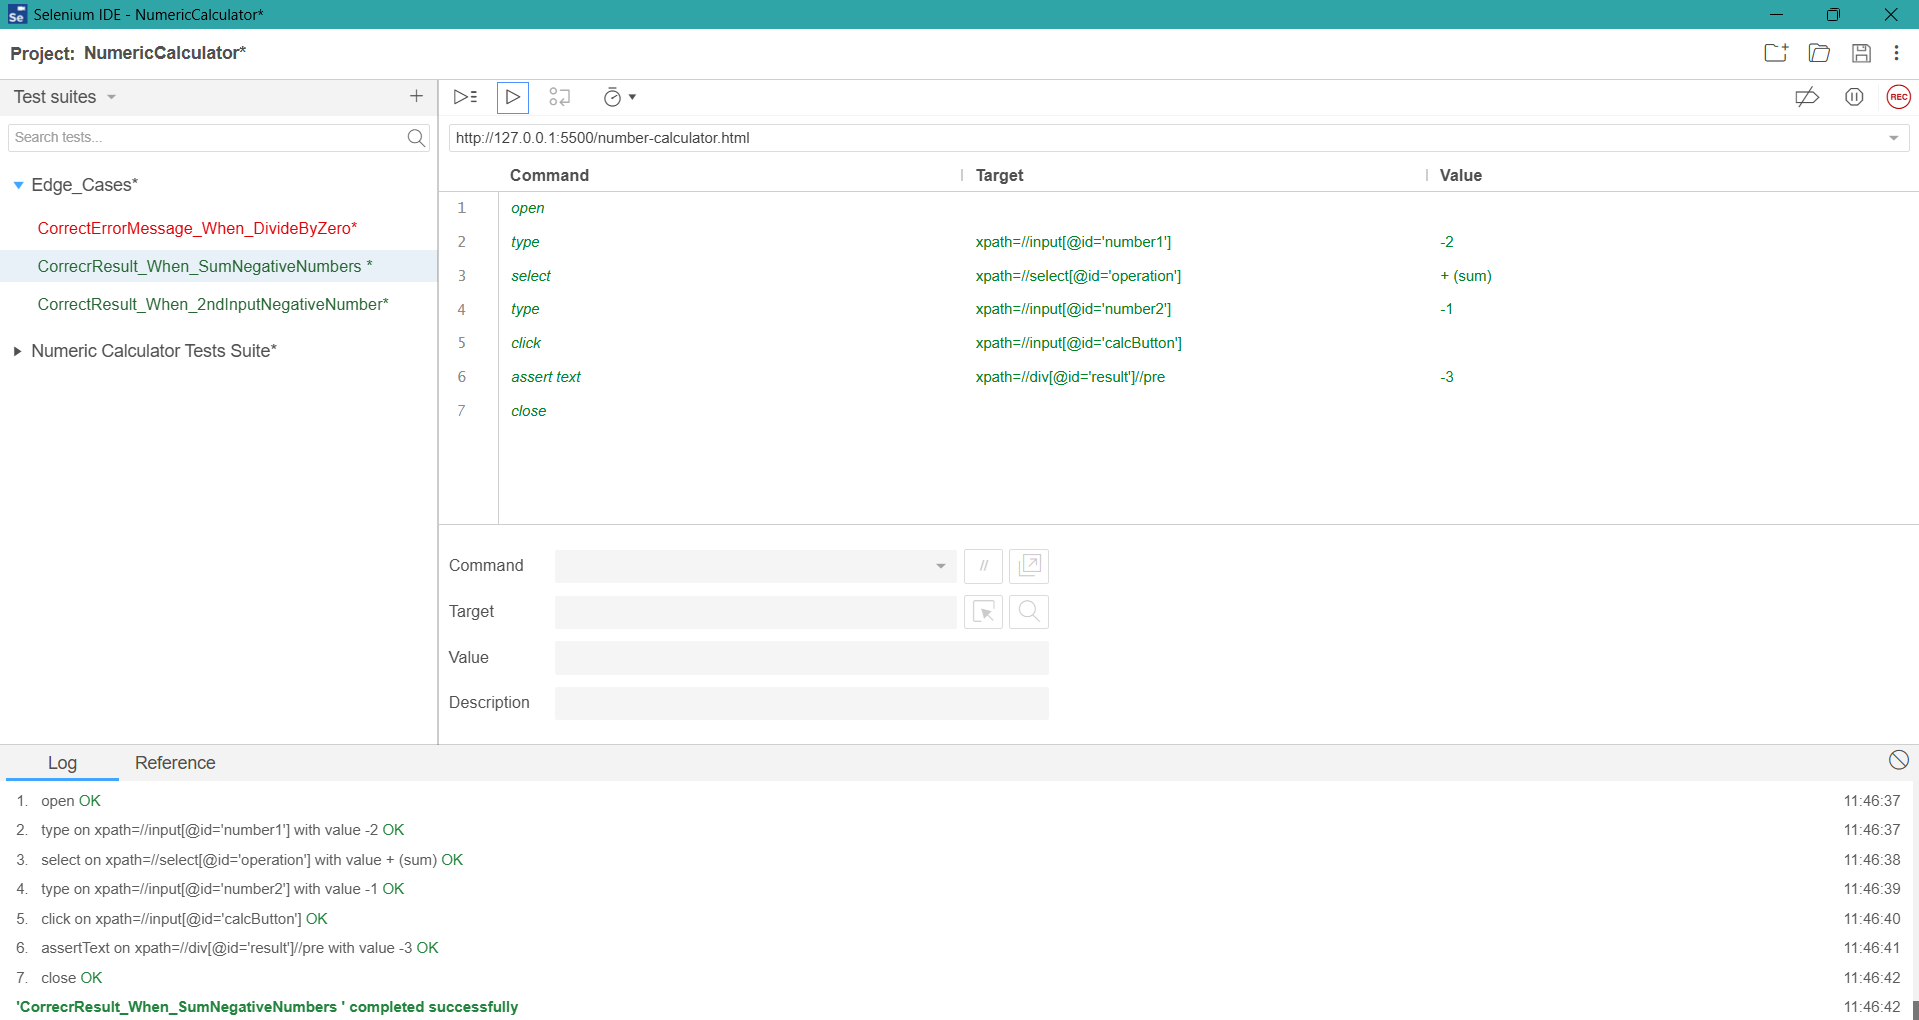 Selenium IDE - NumericCalculator*
Project: NumericCalculator*
Test suites
Search tests...
Edge_Cases*
CorrectErrorMessage_When_DivideByZero*
CorrecrResult_When_SumNegativeNumbers *
CorrectResult_When_2ndInputNegativeNumber*
Numeric Calculator Tests Suite*
REC
http://127.0.0.1:5500/number-calculator.html
Command Target Value
1 open
2 type xpath=//input[@id='number1'] -2
3 select xpath=//select[@id='operation'] + (sum)
4 type xpath=//input[@id='number2'] -1
5 click xpath=//input[@id='calcButton']
6 assert text xpath=//div[@id='result']//pre -3
7 close
Command //
Target
Value
Description
Log Reference
1. open OK 11:46:37
2. type on xpath=//input[@id='number1'] with value -2 OK 11:46:37
3. select on xpath=//select[@id='operation'] with value + (sum) OK 11:46:38
4. type on xpath=//input[@id='number2'] with value -1 OK 11:46:39
5. click on xpath=//input[@id='calcButton'] OK 11:46:40
6. assertText on xpath=//div[@id='result']//pre with value -3 OK 11:46:41
7. close OK 11:46:42
'CorrecrResult_When_SumNegativeNumbers ' completed successfully 11:46:42